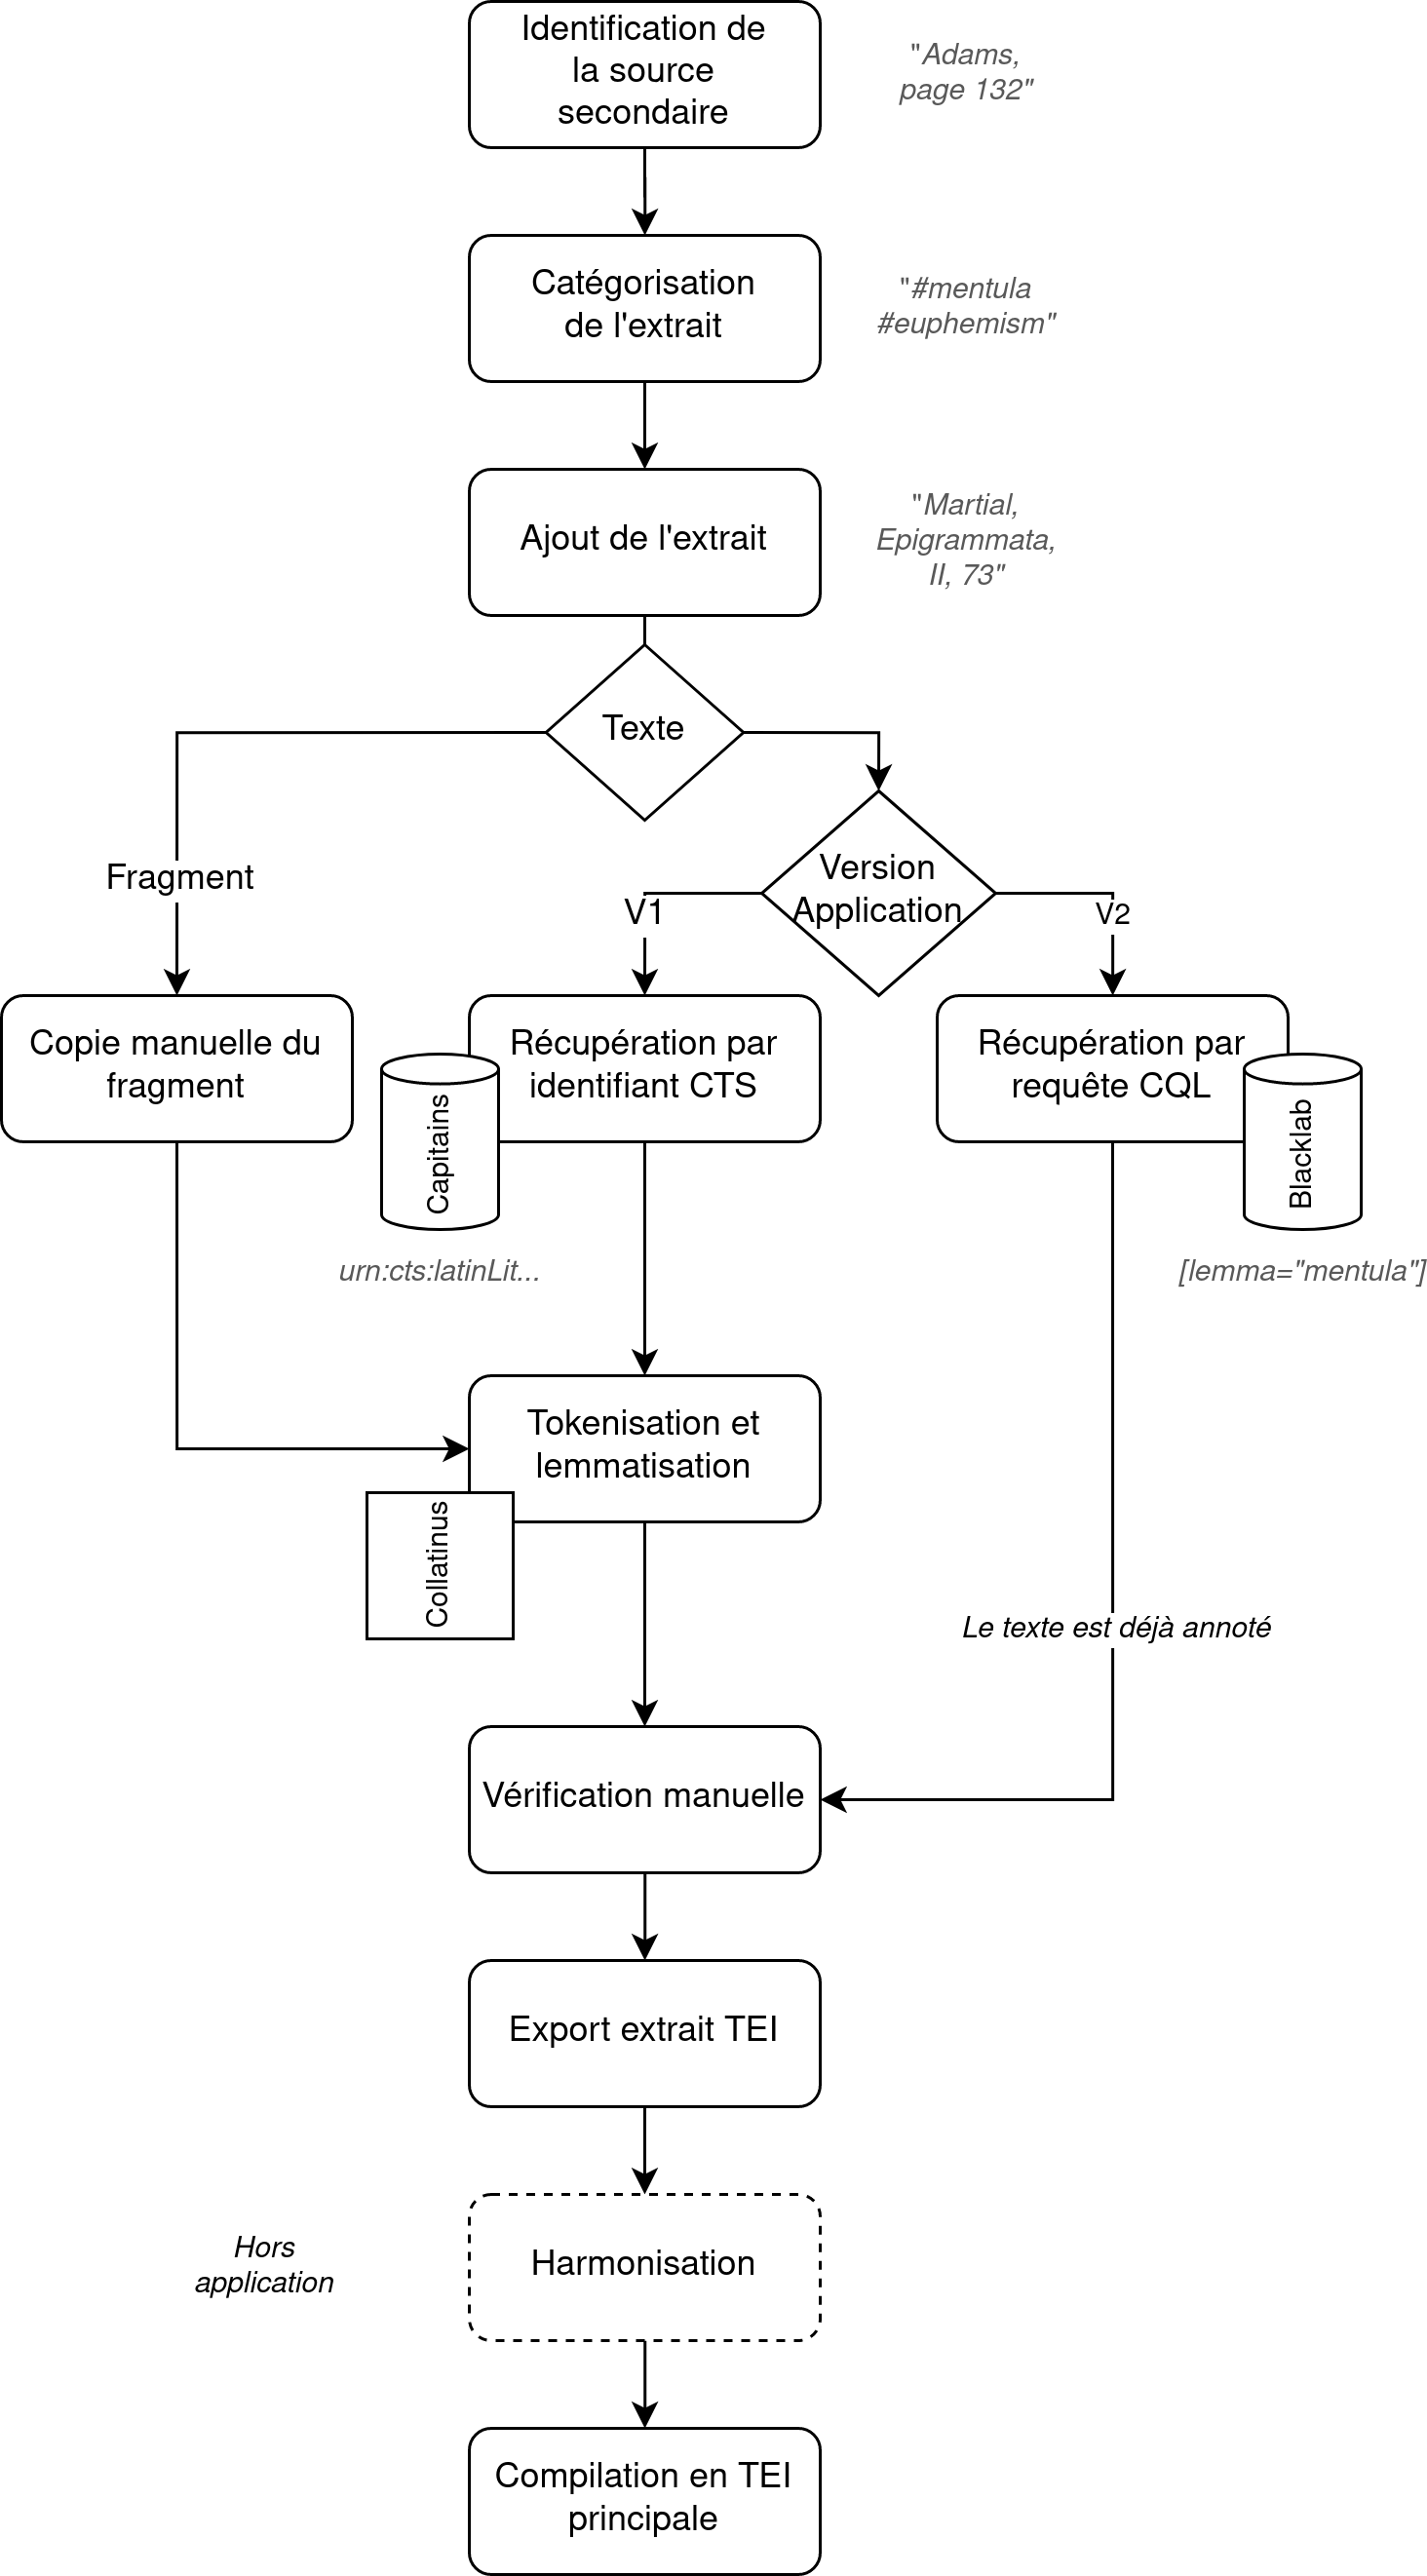 Identification de
la source
secondaire
"Adams,
page 132"
Catégorisation
de l'extrait
"#mentula
#euphemism"
Ajout de l'extrait
"Martial,
Epigrammata,
II, 73"
Texte
Fragment
Version
Application
V1
V2
Copie manuelle du
fragment
Récupération par
identifiant CTS
Capitains
urn:cts:latinLit...
Récupération par
requête CQL
Blacklab
[lemma="mentula"]
Tokenisation et
lemmatisation
Collatinus
Le texte est déjà annoté
Vérification manuelle
Export extrait TEI
Hors
application
Harmonisation
Compilation en TEI
principale